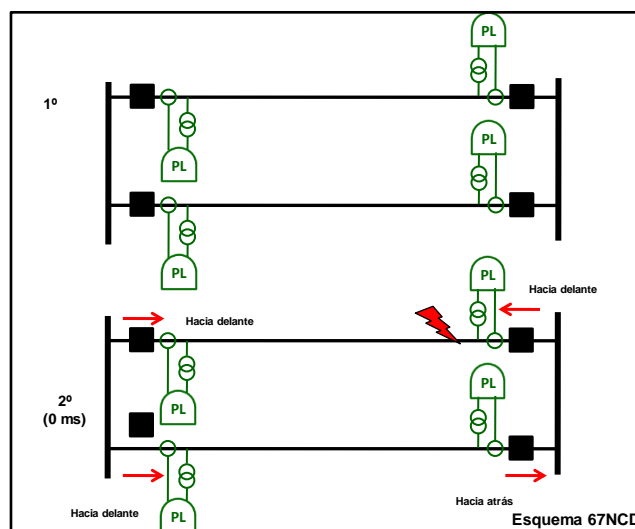 PL
1º
PL
PL
PL
PL
Hacia delante
Hacia delante
PL
2º
(0 ms)
PL
Hacia delante
Hacia atrás
PL
Esquema 67NCD